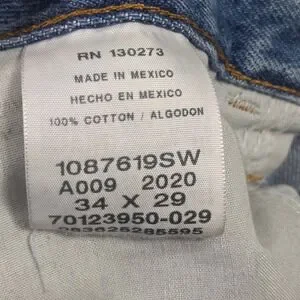 RN 130273
MADE IN MEXICO
HECHO EN MEXICO
100% COTTON / ALGODON
1087619SW
A009 2020
34 X 29
70123950-029